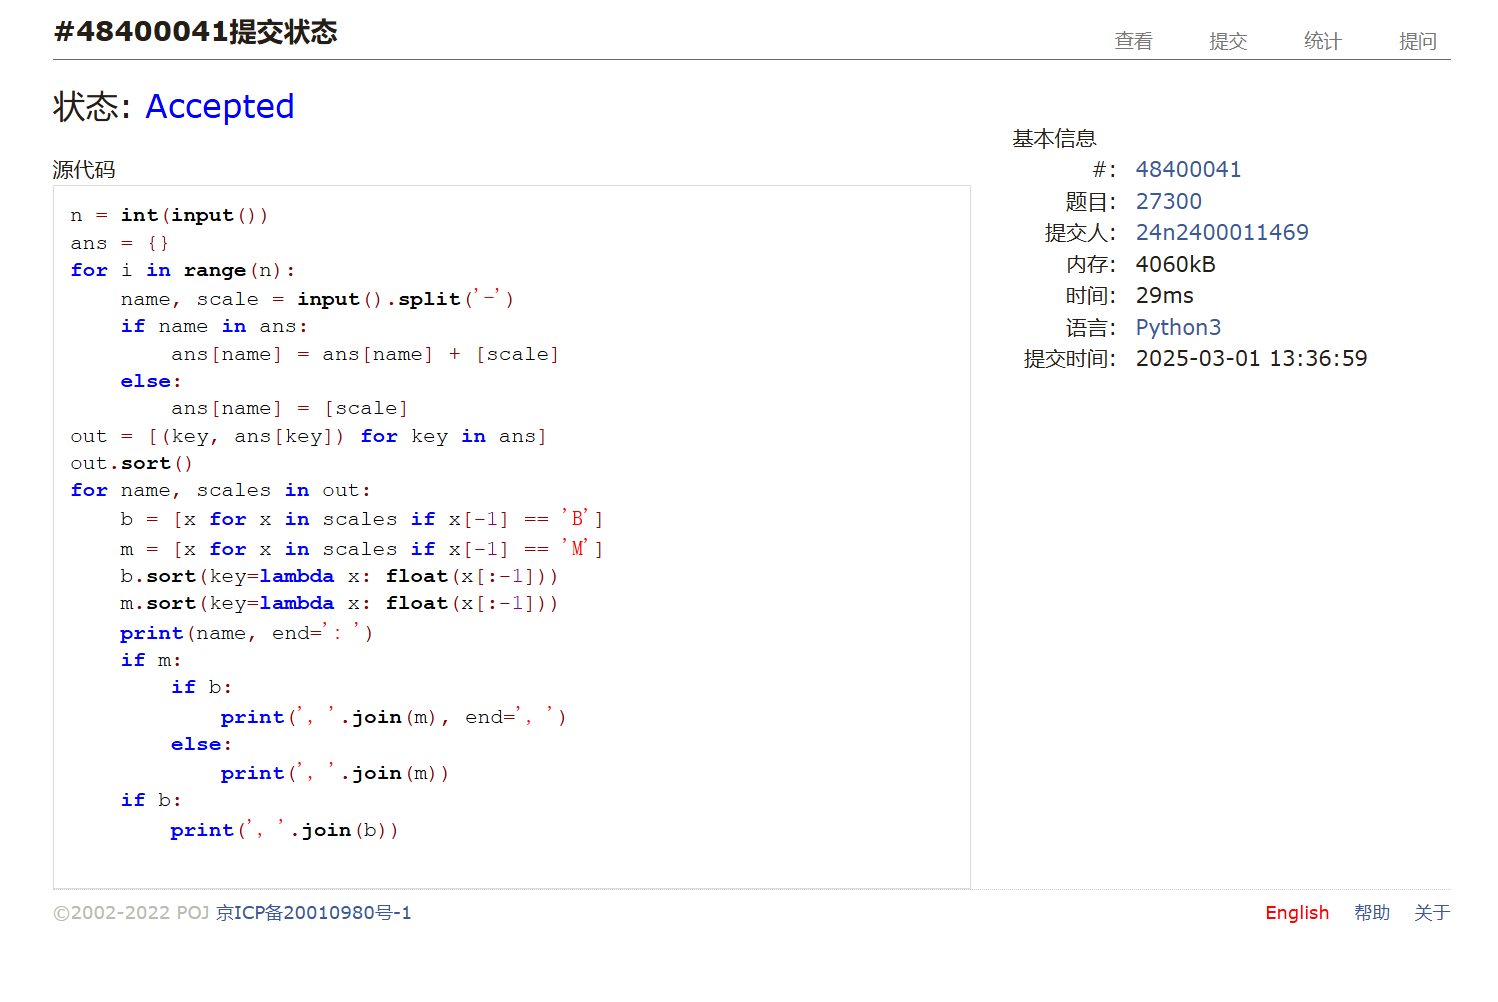 #48400041提交状态
查看 提交 统计 提问
状态: Accepted
源代码
n = int(input())
ans = {}
for i in range(n):
    name, scale = input().split('-')
    if name in ans:
        ans[name] = ans[name] + [scale]
    else:
        ans[name] = [scale]
out = [(key, ans[key]) for key in ans]
out.sort()
for name, scales in out:
    b = [x for x in scales if x[-1] == 'B']
    m = [x for x in scales if x[-1] == 'M']
    b.sort(key=lambda x: float(x[:-1]))
    m.sort(key=lambda x: float(x[:-1]))
    print(name, end=': ')
    if m:
        if b:
            print(', '.join(m), end=', ')
        else:
            print(', '.join(m))
    if b:
        print(', '.join(b))
基本信息
#: 48400041
题目: 27300
提交人: 24n2400011469
内存: 4060kB
时间: 29ms
语言: Python3
提交时间: 2025-03-01 13:36:59
©2002-2022 POJ 京ICP备20010980号-1
English 帮助 关于